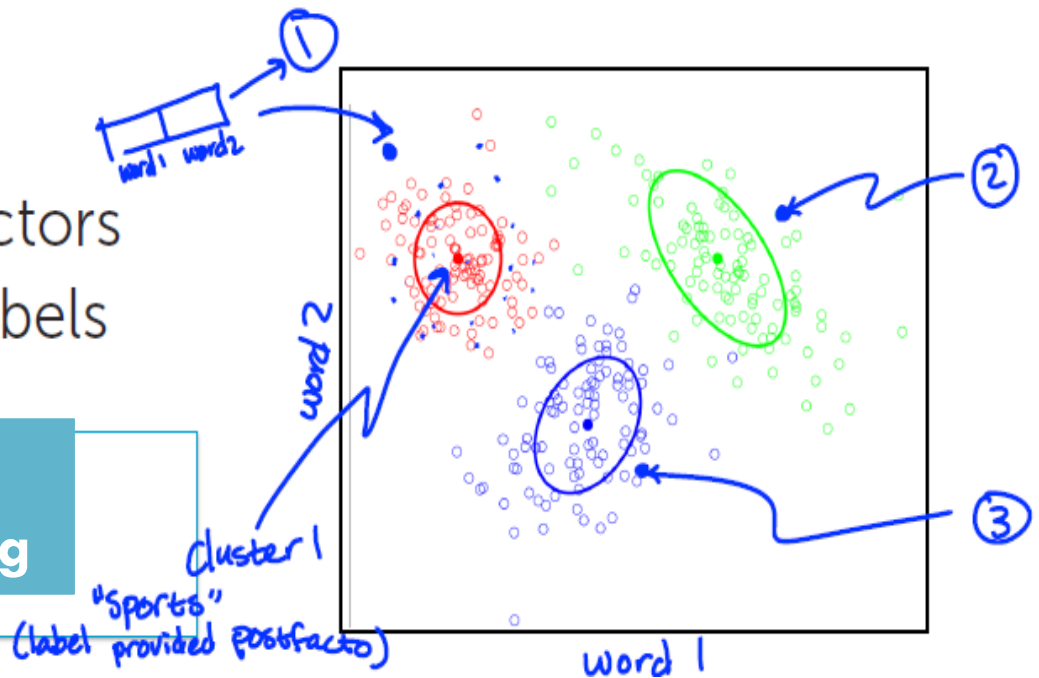 ①
word1 word2
②
ctors
bels
word 2
③
g
cluster 1
"sports"
(label provided postfacto)
word 1